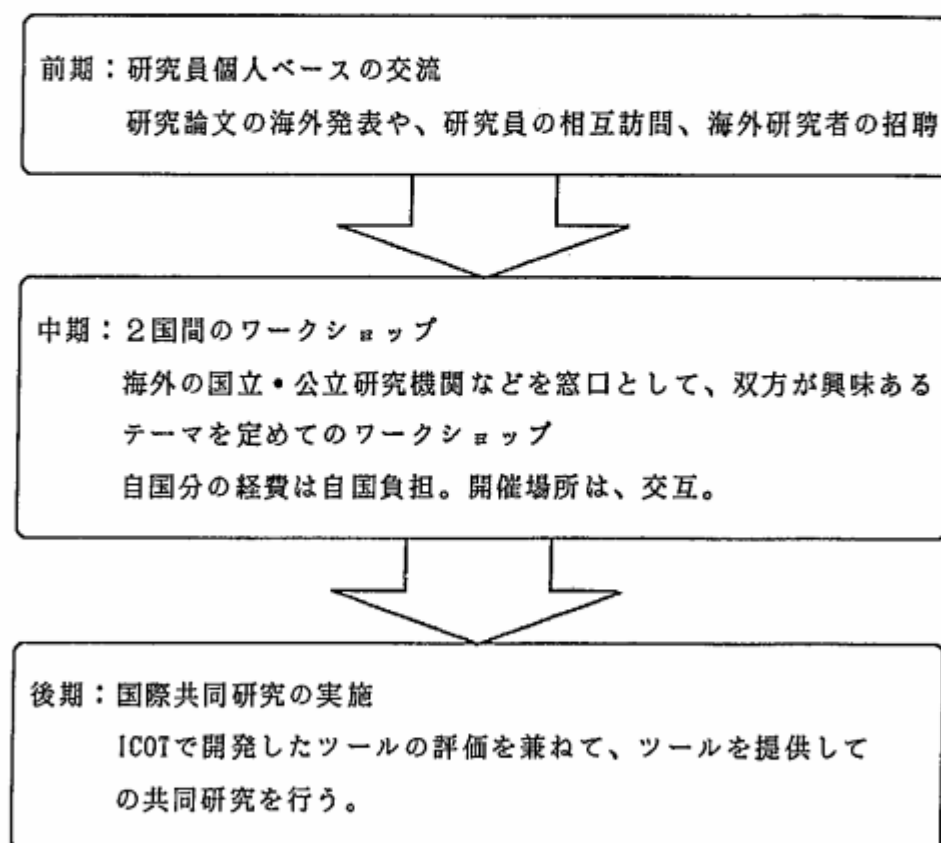 前期：研究員個人ベースの交流
研究論文の海外発表や、研究員の相互訪問、海外研究者の招聘
中期：２国間のワークショップ
海外の国立・公立研究機関などを窓口として、双方が興味ある
テーマを定めてのワークショップ
自国分の経費は自国負担。開催場所は、交互。
後期：国際共同研究の実施
ICOTで開発したツールの評価を兼ねて、ツールを提供して
の共同研究を行う。